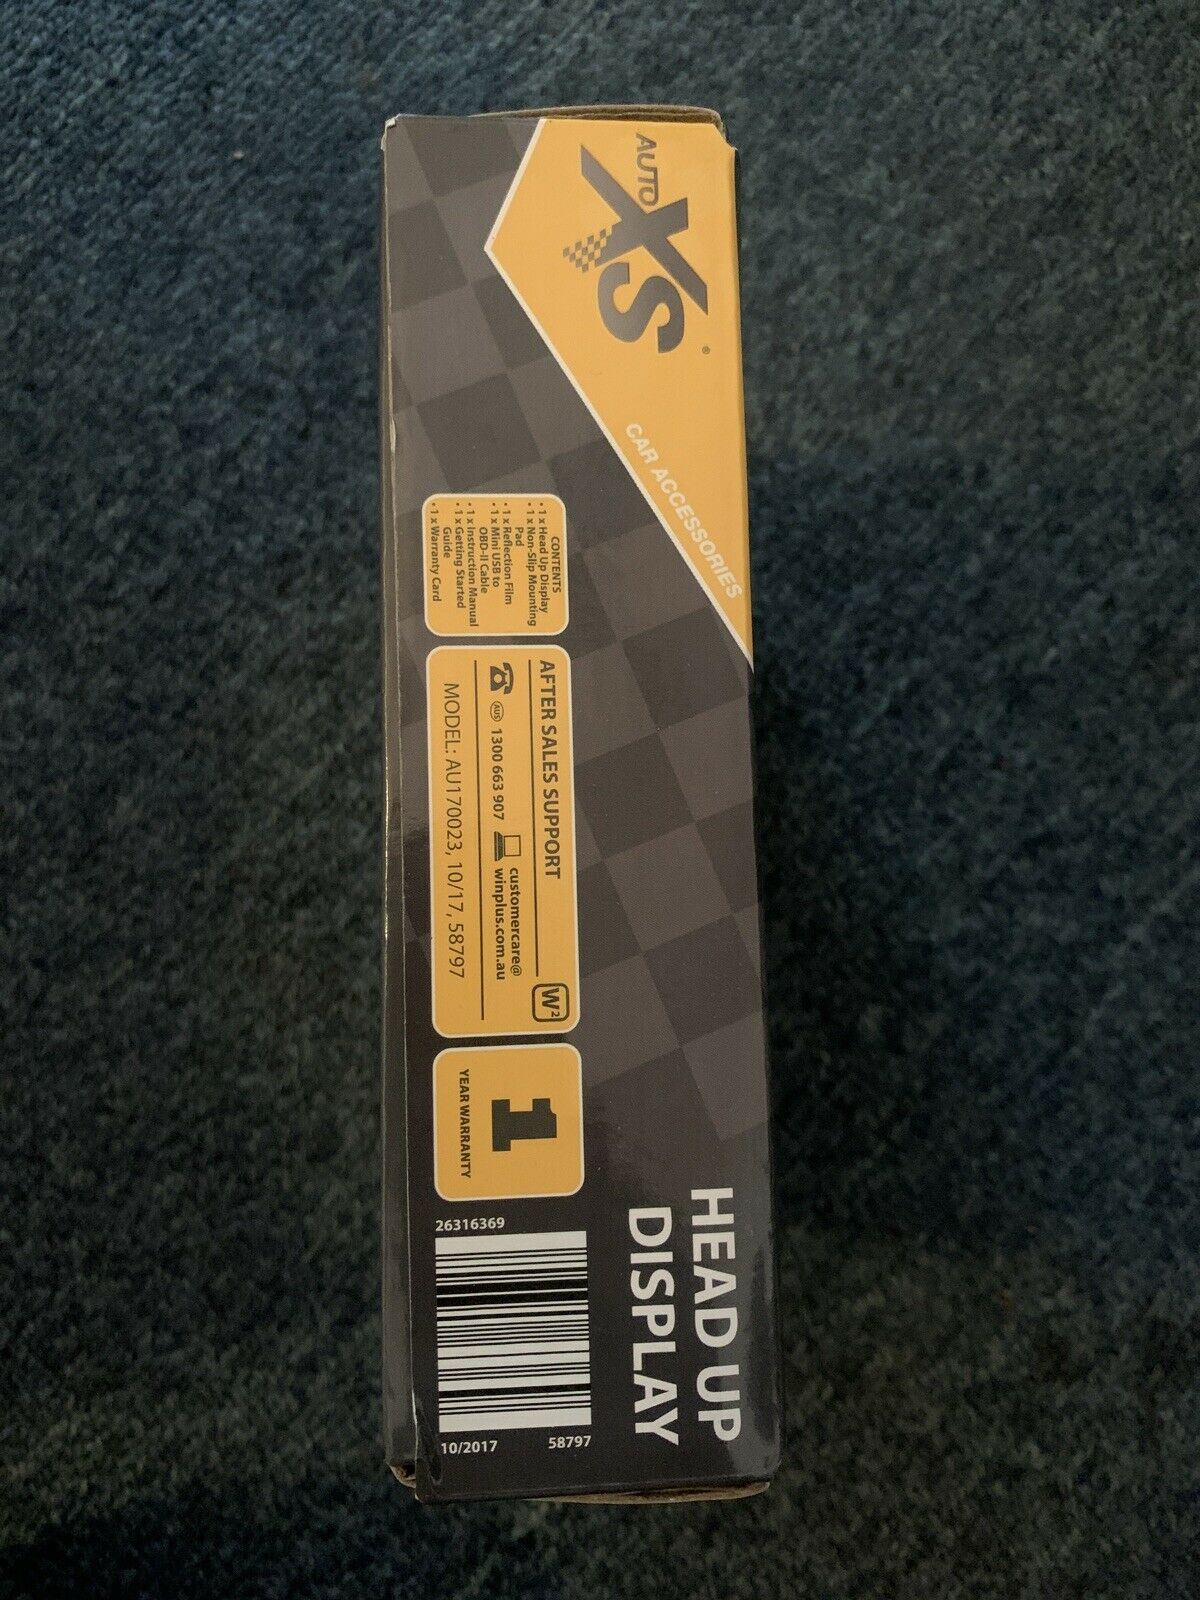 AUTO
XS®
CAR ACCESSORIES
CONTENTS
• 1 x Head Up Display
• 1 x Non-Slip Mounting
Pad
• 1 x Reflection Film
• 1 x Mini USB to
OBD-II Cable
• 1 x Instruction Manual
• 1 x Getting Started
Guide
• 1 x Warranty Card
AFTER SALES SUPPORT
AUS 1300 663 907
customercare@
winplus.com.au
MODEL: AU170023, 10/17, 58797
W²
1
YEAR WARRANTY
HEAD UP
DISPLAY
26316369
10/2017 58797